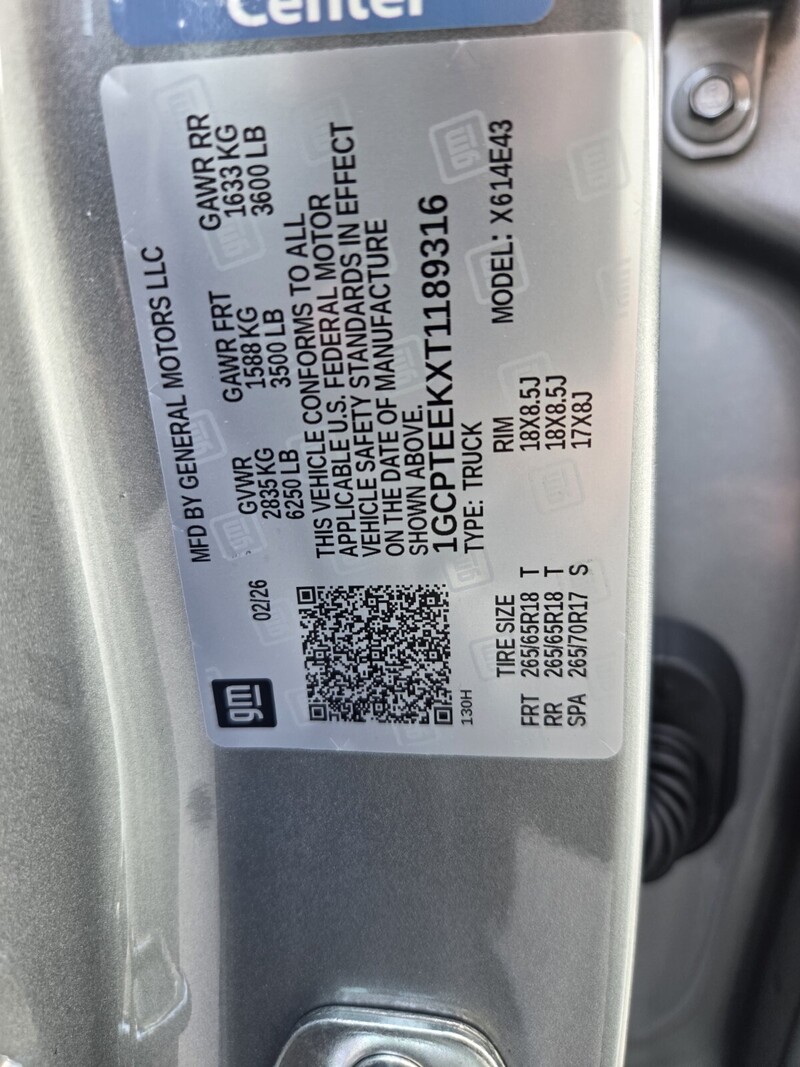 Center
gm
02/26
MFD BY GENERAL MOTORS LLC
GVWR GAWR FRT GAWR RR
2835 KG 1588 KG 1633 KG
6250 LB 3500 LB 3600 LB
THIS VEHICLE CONFORMS TO ALL
APPLICABLE U.S. FEDERAL MOTOR
VEHICLE SAFETY STANDARDS IN EFFECT
ON THE DATE OF MANUFACTURE
SHOWN ABOVE.
1GCPTEEKXT1189316
TYPE: TRUCK MODEL: X614E43
130H
TIRE SIZE RIM
FRT 265/65R18 T 18X8.5J
RR 265/65R18 T 18X8.5J
SPA 265/70R17 S 17X8J